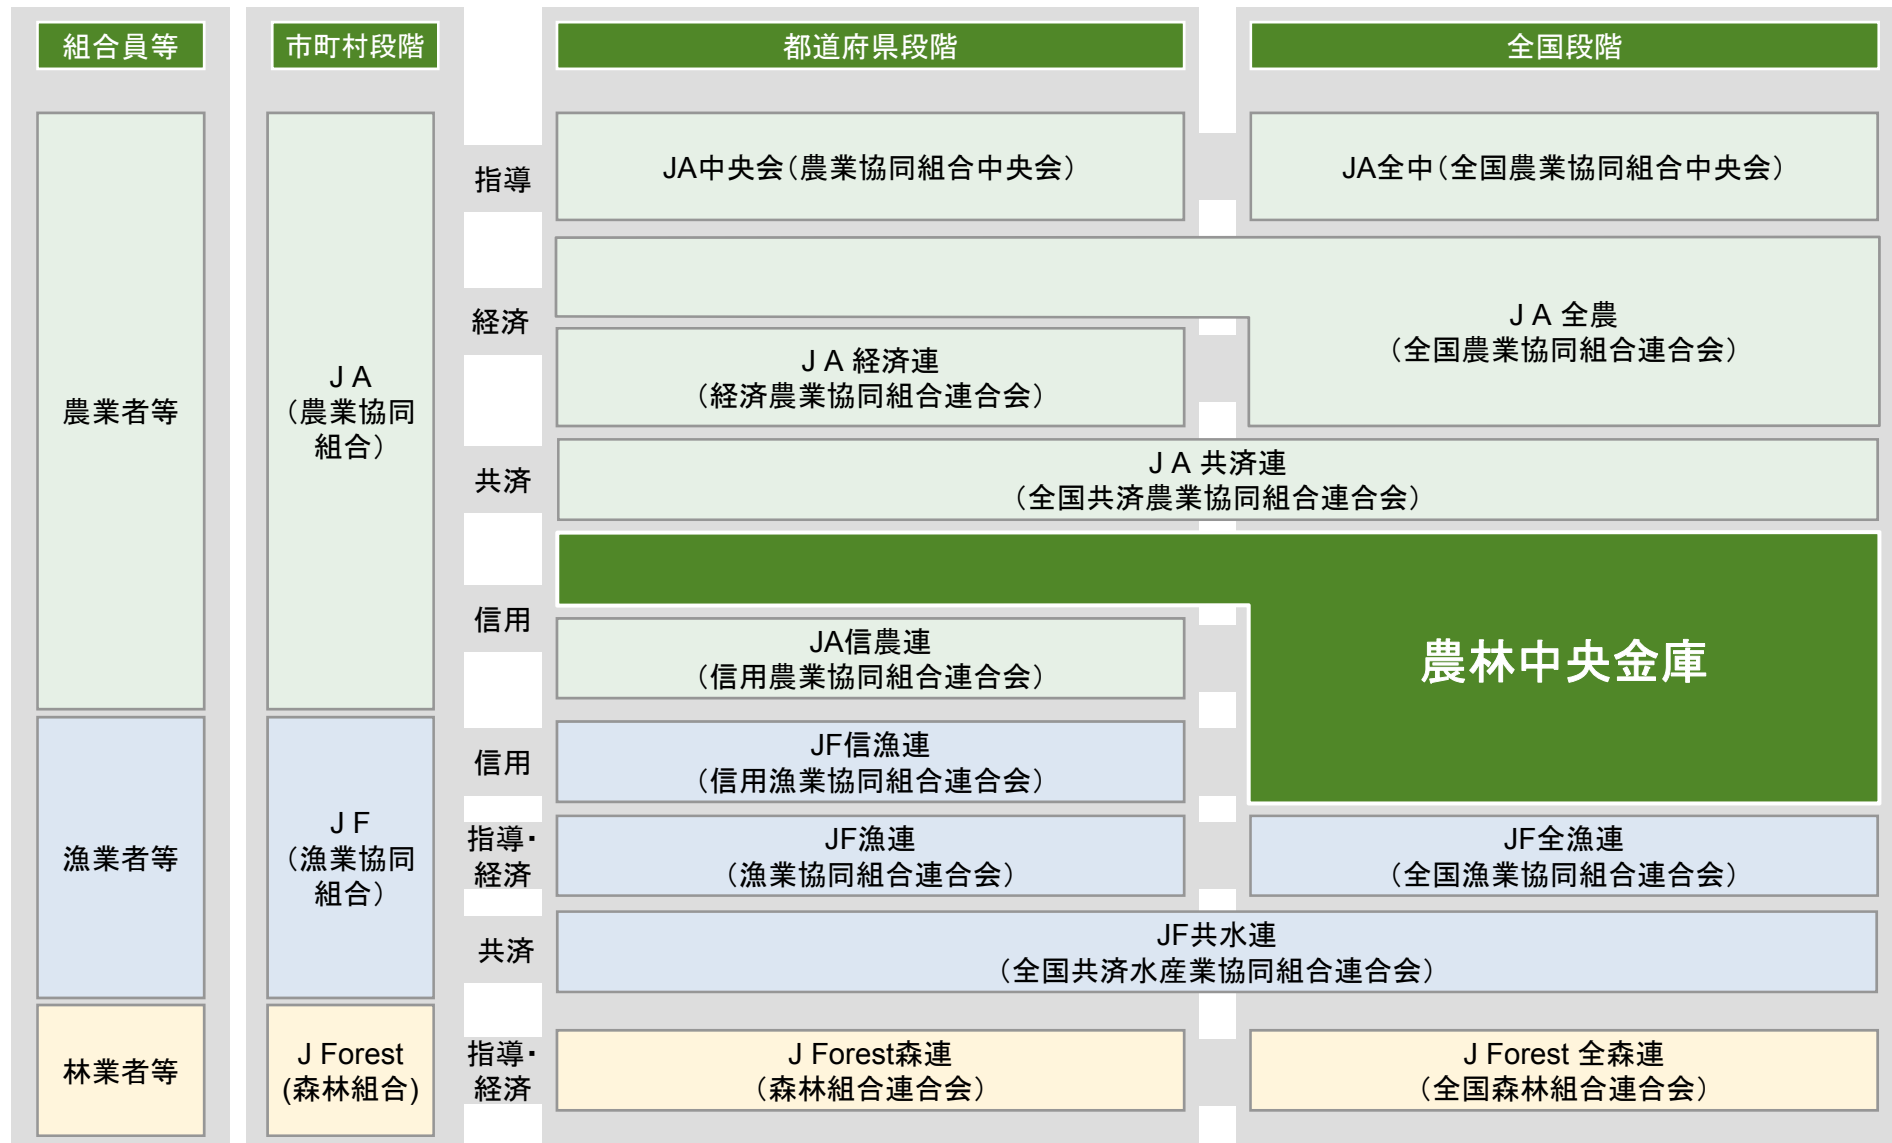 組合員等
市町村段階
都道府県段階
全国段階
農業者等
J A
（農業協同
組合）
指導
JA中央会（農業協同組合中央会）
JA全中（全国農業協同組合中央会）
経済
J A 全農
（全国農業協同組合連合会）
J A 経済連
（経済農業協同組合連合会）
共済
J A 共済連
（全国共済農業協同組合連合会）
信用
農林中央金庫
JA信農連
（信用農業協同組合連合会）
漁業者等
J F
（漁業協同
組合）
信用
JF信漁連
（信用漁業協同組合連合会）
指導・
経済
JF漁連
（漁業協同組合連合会）
JF全漁連
（全国漁業協同組合連合会）
共済
JF共水連
（全国共済水産業協同組合連合会）
林業者等
J Forest
(森林組合)
指導・
経済
J Forest森連
（森林組合連合会）
J Forest 全森連
（全国森林組合連合会）